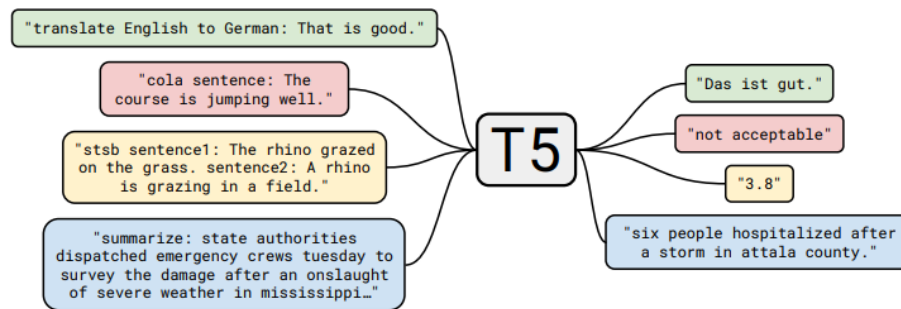 "translate English to German: That is good."
"cola sentence: The
course is jumping well."
"stsb sentence1: The rhino grazed
on the grass. sentence2: A rhino
is grazing in a field."
"summarize: state authorities
dispatched emergency crews tuesday to
survey the damage after an onslaught
of severe weather in mississippi…"
T5
"Das ist gut."
"not acceptable"
"3.8"
"six people hospitalized after
a storm in attala county."